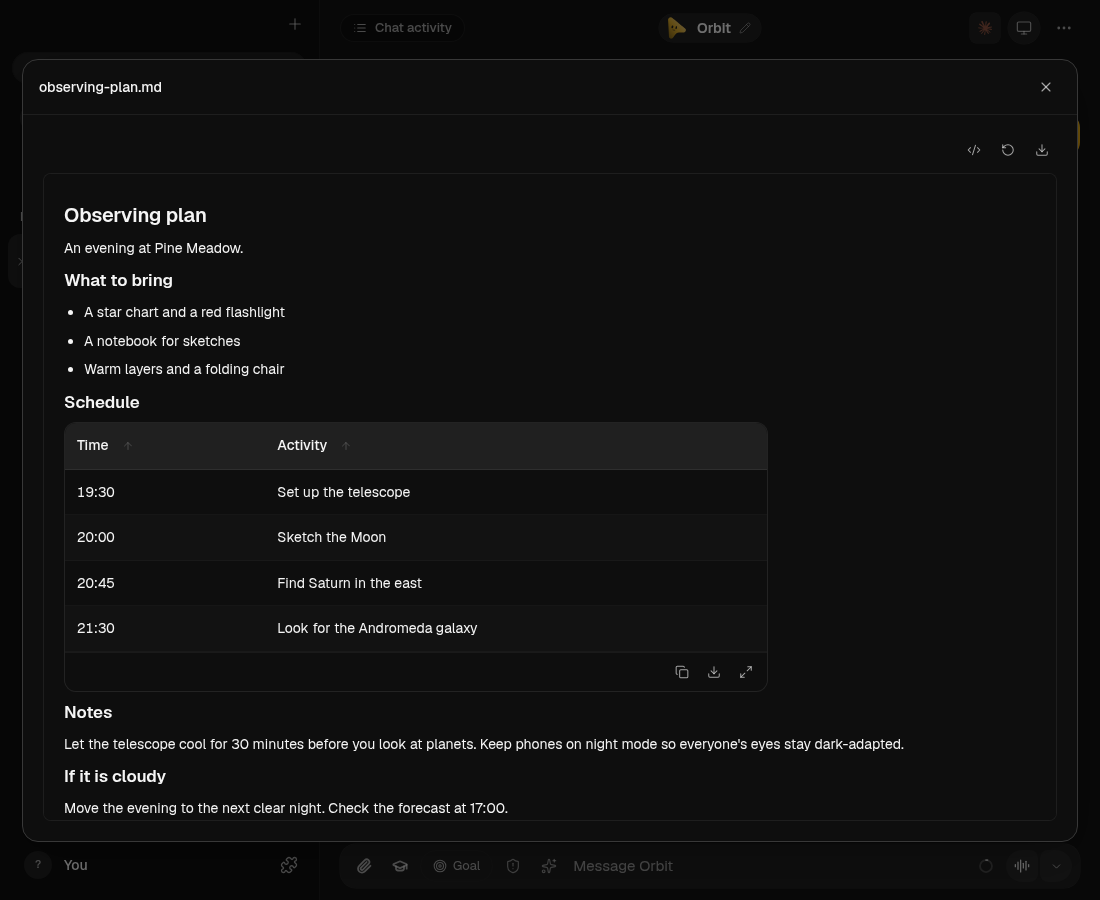 Chat activity
Orbit
observing-plan.md
Observing plan
An evening at Pine Meadow.
What to bring
A star chart and a red flashlight
A notebook for sketches
Warm layers and a folding chair
Schedule
Time Activity
19:30 Set up the telescope
20:00 Sketch the Moon
20:45 Find Saturn in the east
21:30 Look for the Andromeda galaxy
Notes
Let the telescope cool for 30 minutes before you look at planets. Keep phones on night mode so everyone's eyes stay dark-adapted.
If it is cloudy
Move the evening to the next clear night. Check the forecast at 17:00.
? You
Goal
Message Orbit